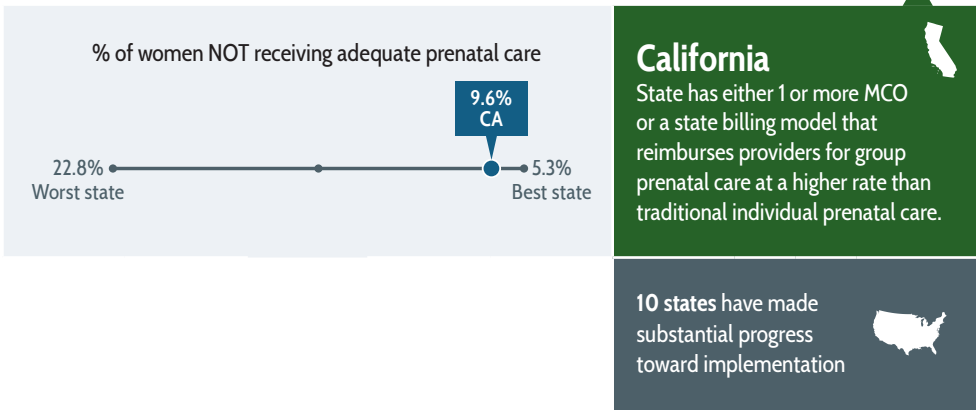 % of women NOT receiving adequate prenatal care
9.6%
CA
22.8%
Worst state
5.3%
Best state
California
State has either 1 or more MCO
or a state billing model that
reimburses providers for group
prenatal care at a higher rate than
traditional individual prenatal care.
10 states have made
substantial progress
toward implementation